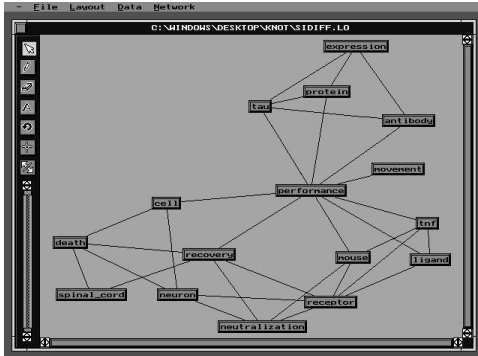 - File Layout Data Network
C:\WINDOWS\DESKTOP\KNOT\SIDIFF.LO
expression
protein
tau
antibody
movement
performance
cell
tnf
death
recovery
mouse
ligand
spinal_cord
neuron
receptor
neutralization
A